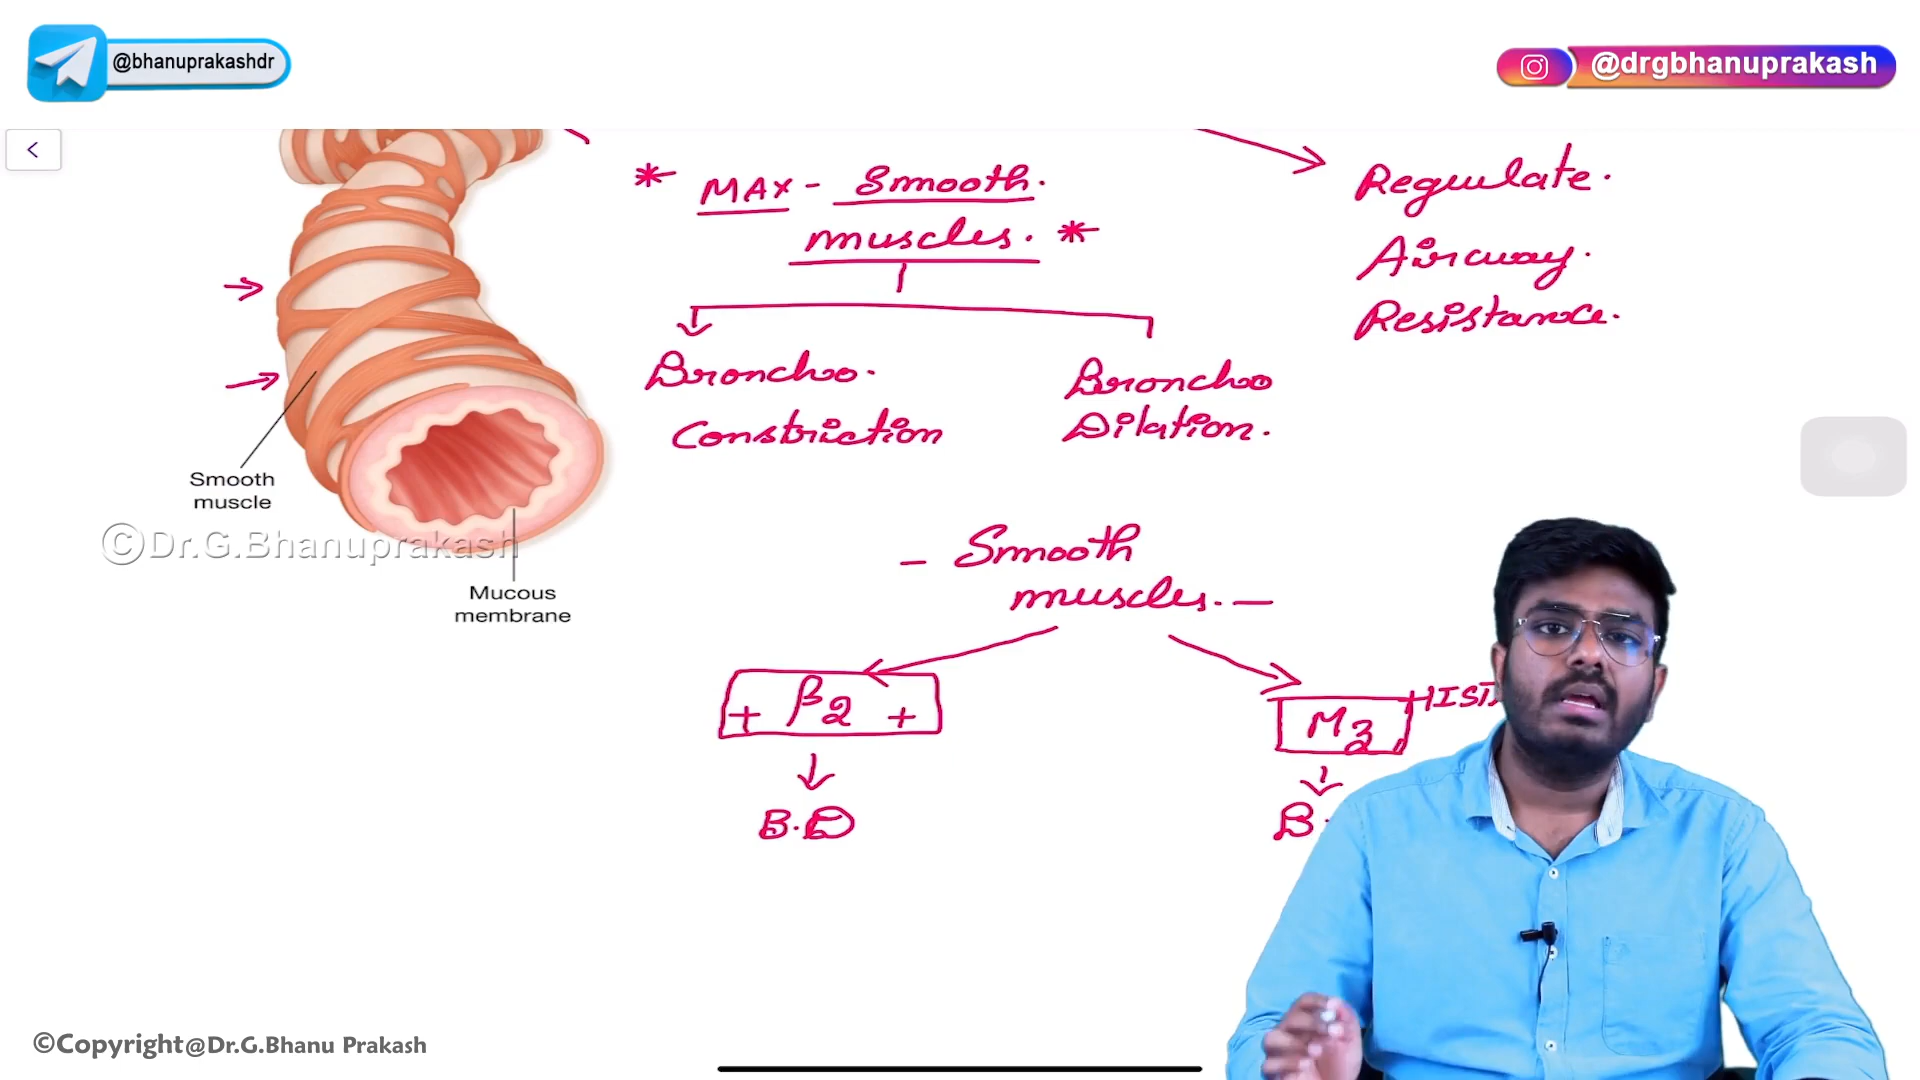 @bhanuprakashdr
@drgbhanuprakash
* MAX - Smooth.
muscles. *
Regulate.
Airway.
Resistance.
Broncho.
Constriction
Broncho
Dilation.
Smooth
muscle
©Dr.G.Bhanuprakash
Mucous
membrane
- Smooth
muscles. -
+ β2 +
M3
B.D
B.
©Copyright@Dr.G.Bhanu Prakash